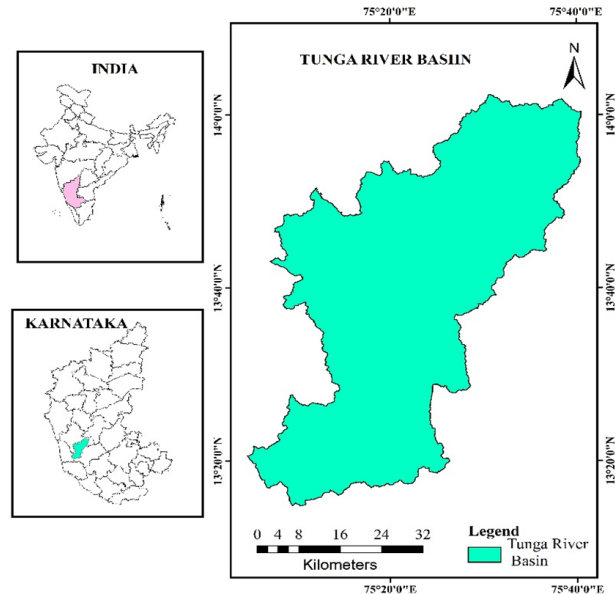 75°20'0"E 75°40'0"E
INDIA
TUNGA RIVER BASIIN
N
14°0'0"N 14°0'0"N
13°40'0"N 13°40'0"N
KARNATAKA
13°20'0"N 13°20'0"N
0 4 8 16 24 32
Kilometers
Legend
Tunga River
Basin
75°20'0"E 75°40'0"E